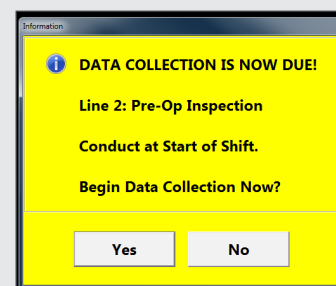 Information
DATA COLLECTION IS NOW DUE!
Line 2: Pre-Op Inspection
Conduct at Start of Shift.
Begin Data Collection Now?
Yes
No